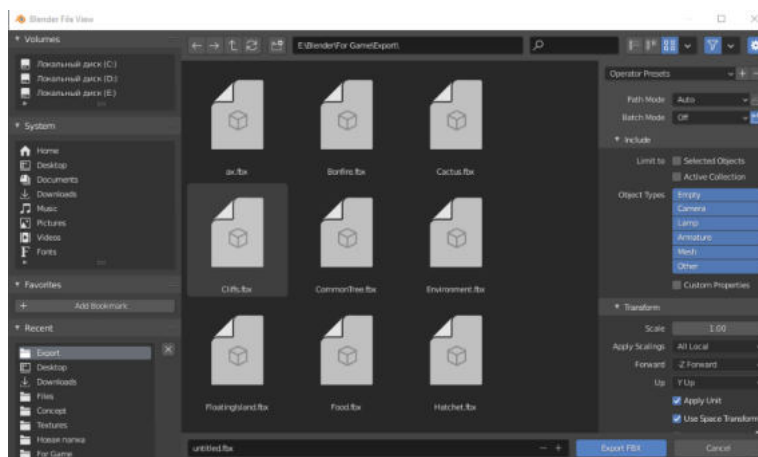 Blender File View
Volumes
Локальный диск (C:)
Локальный диск (D:)
Локальный диск (E:)
System
Home
Desktop
Documents
Downloads
Music
Pictures
Videos
Fonts
Favorites
Add Bookmark
Recent
Export
Desktop
Downloads
Files
Concept
Textures
Новая папка
For Game
E:\Blender\For Game\Export\
ax.fbx
Bonfire.fbx
Cactus.fbx
Cliffs.fbx
CommonTree.fbx
Environment.fbx
FloatingIsland.fbx
Food.fbx
Hatchet.fbx
untitled.fbx
Operator Presets
Path Mode Auto
Batch Mode Off
Include
Limit to Selected Objects
Active Collection
Object Types Empty
Camera
Lamp
Armature
Mesh
Other
Custom Properties
Transform
Scale 1.00
Apply Scalings All Local
Forward -Z Forward
Up Y Up
Apply Unit
Use Space Transform
Export FBX Cancel